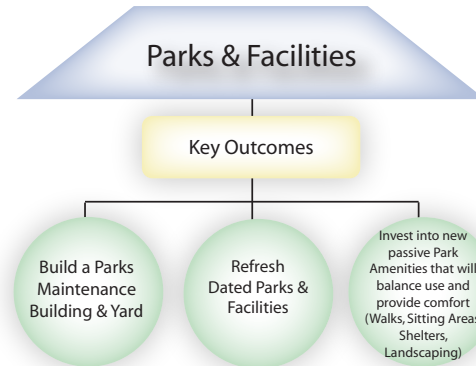 Parks & Facilities
Key Outcomes
Build a Parks
Maintenance
Building & Yard
Refresh
Dated Parks &
Facilities
Invest into new
passive Park
Amenities that will
balance use and
provide comfort
(Walks, Sitting Areas
Shelters,
Landscaping)